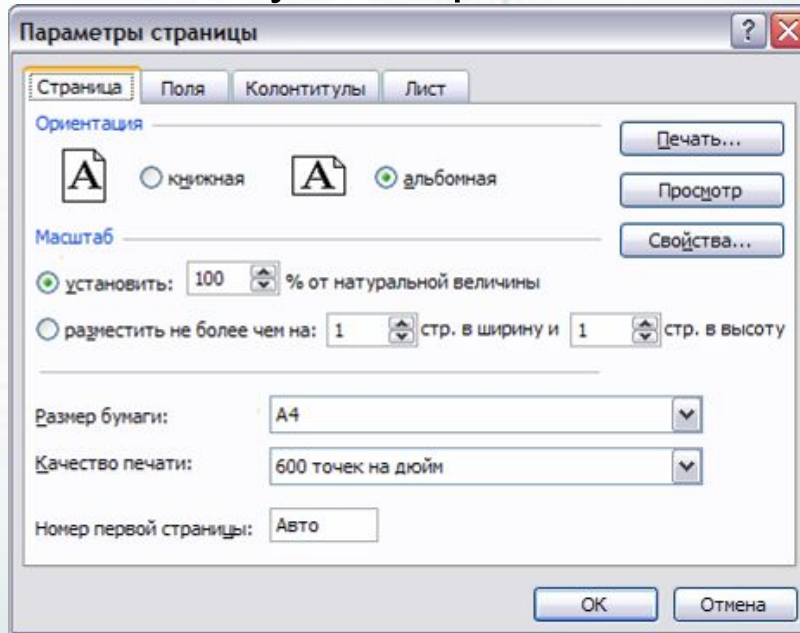 Параметры страницы
Страница Поля Колонтитулы Лист
Ориентация
Печать...
A книжная A альбомная
Просмотр
Масштаб
Свойства...
установить: 100 % от натуральной величины
разместить не более чем на: 1 стр. в ширину и 1 стр. в высоту
Размер бумаги: A4
Качество печати: 600 точек на дюйм
Номер первой страницы: Авто
ОК Отмена